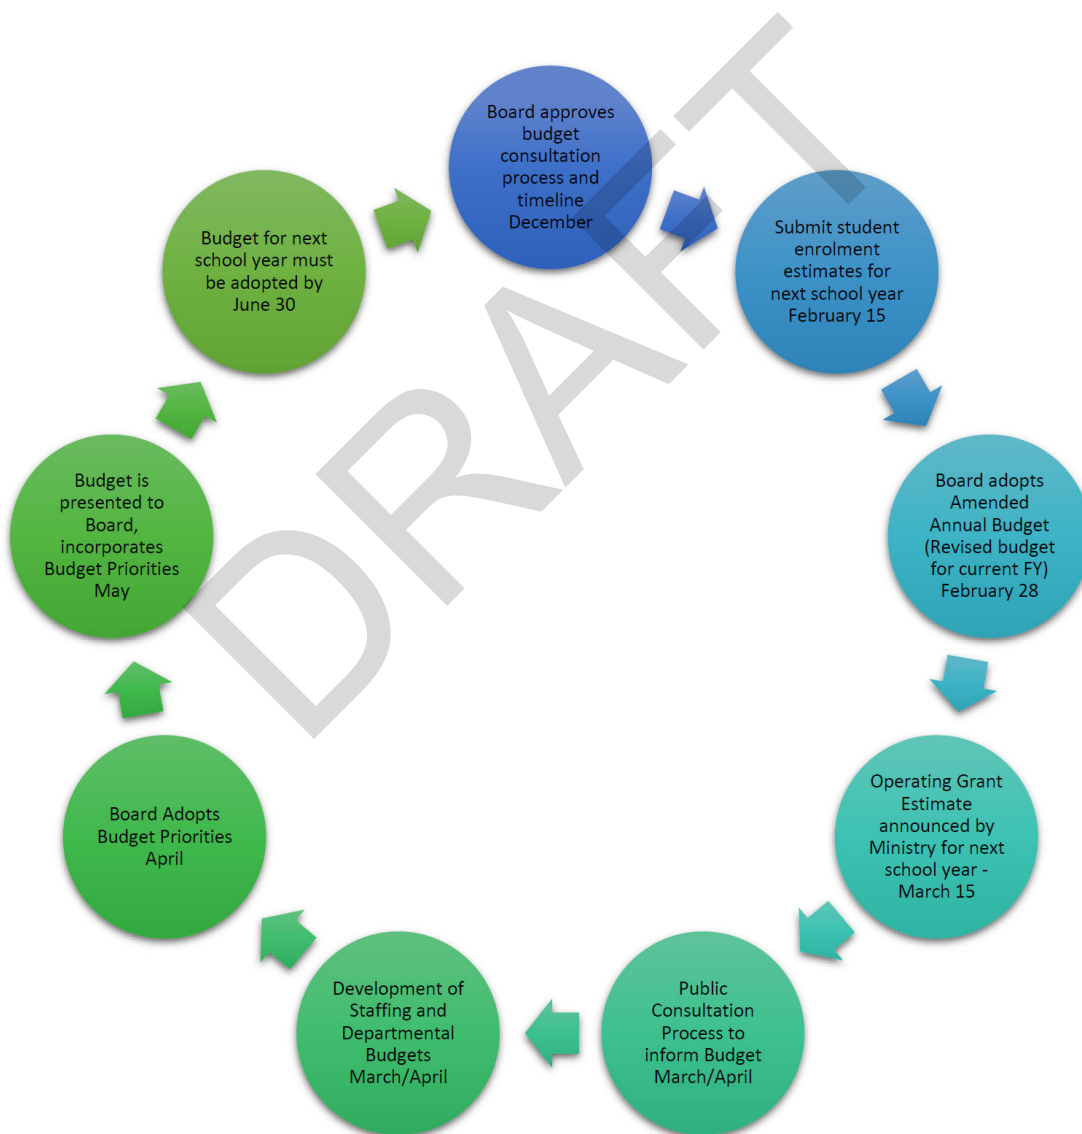 Board approves
budget
consultation
process and
timeline
December
Submit student
enrolment
estimates for
next school year
February 15
Board adopts
Amended
Annual Budget
(Revised budget
for current FY)
February 28
Operating Grant
Estimate
announced by
Ministry for next
school year -
March 15
Public
Consultation
Process to
inform Budget
March/April
Development of
Staffing and
Departmental
Budgets
March/April
Board Adopts
Budget Priorities
April
Budget is
presented to
Board,
incorporates
Budget Priorities
May
Budget for next
school year must
be adopted by
June 30
DRAFT